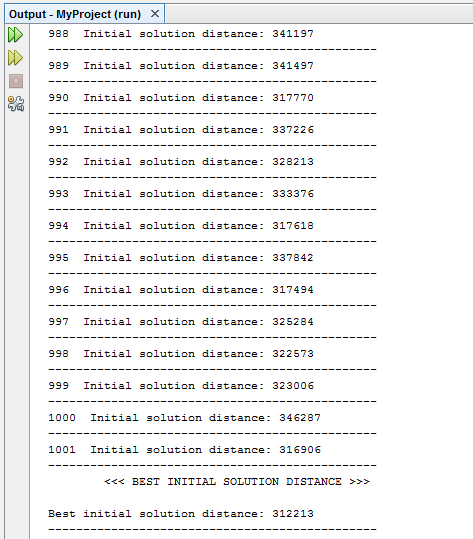 Output - MyProject (run)
988  Initial solution distance: 341197
-----------------------------------------------
989  Initial solution distance: 341497
-----------------------------------------------
990  Initial solution distance: 317770
-----------------------------------------------
991  Initial solution distance: 337226
-----------------------------------------------
992  Initial solution distance: 328213
-----------------------------------------------
993  Initial solution distance: 333376
-----------------------------------------------
994  Initial solution distance: 317618
-----------------------------------------------
995  Initial solution distance: 337842
-----------------------------------------------
996  Initial solution distance: 317494
-----------------------------------------------
997  Initial solution distance: 325284
-----------------------------------------------
998  Initial solution distance: 322573
-----------------------------------------------
999  Initial solution distance: 323006
-----------------------------------------------
1000  Initial solution distance: 346287
-----------------------------------------------
1001  Initial solution distance: 316906
-----------------------------------------------
<<< BEST INITIAL SOLUTION DISTANCE >>>
Best initial solution distance: 312213
-----------------------------------------------